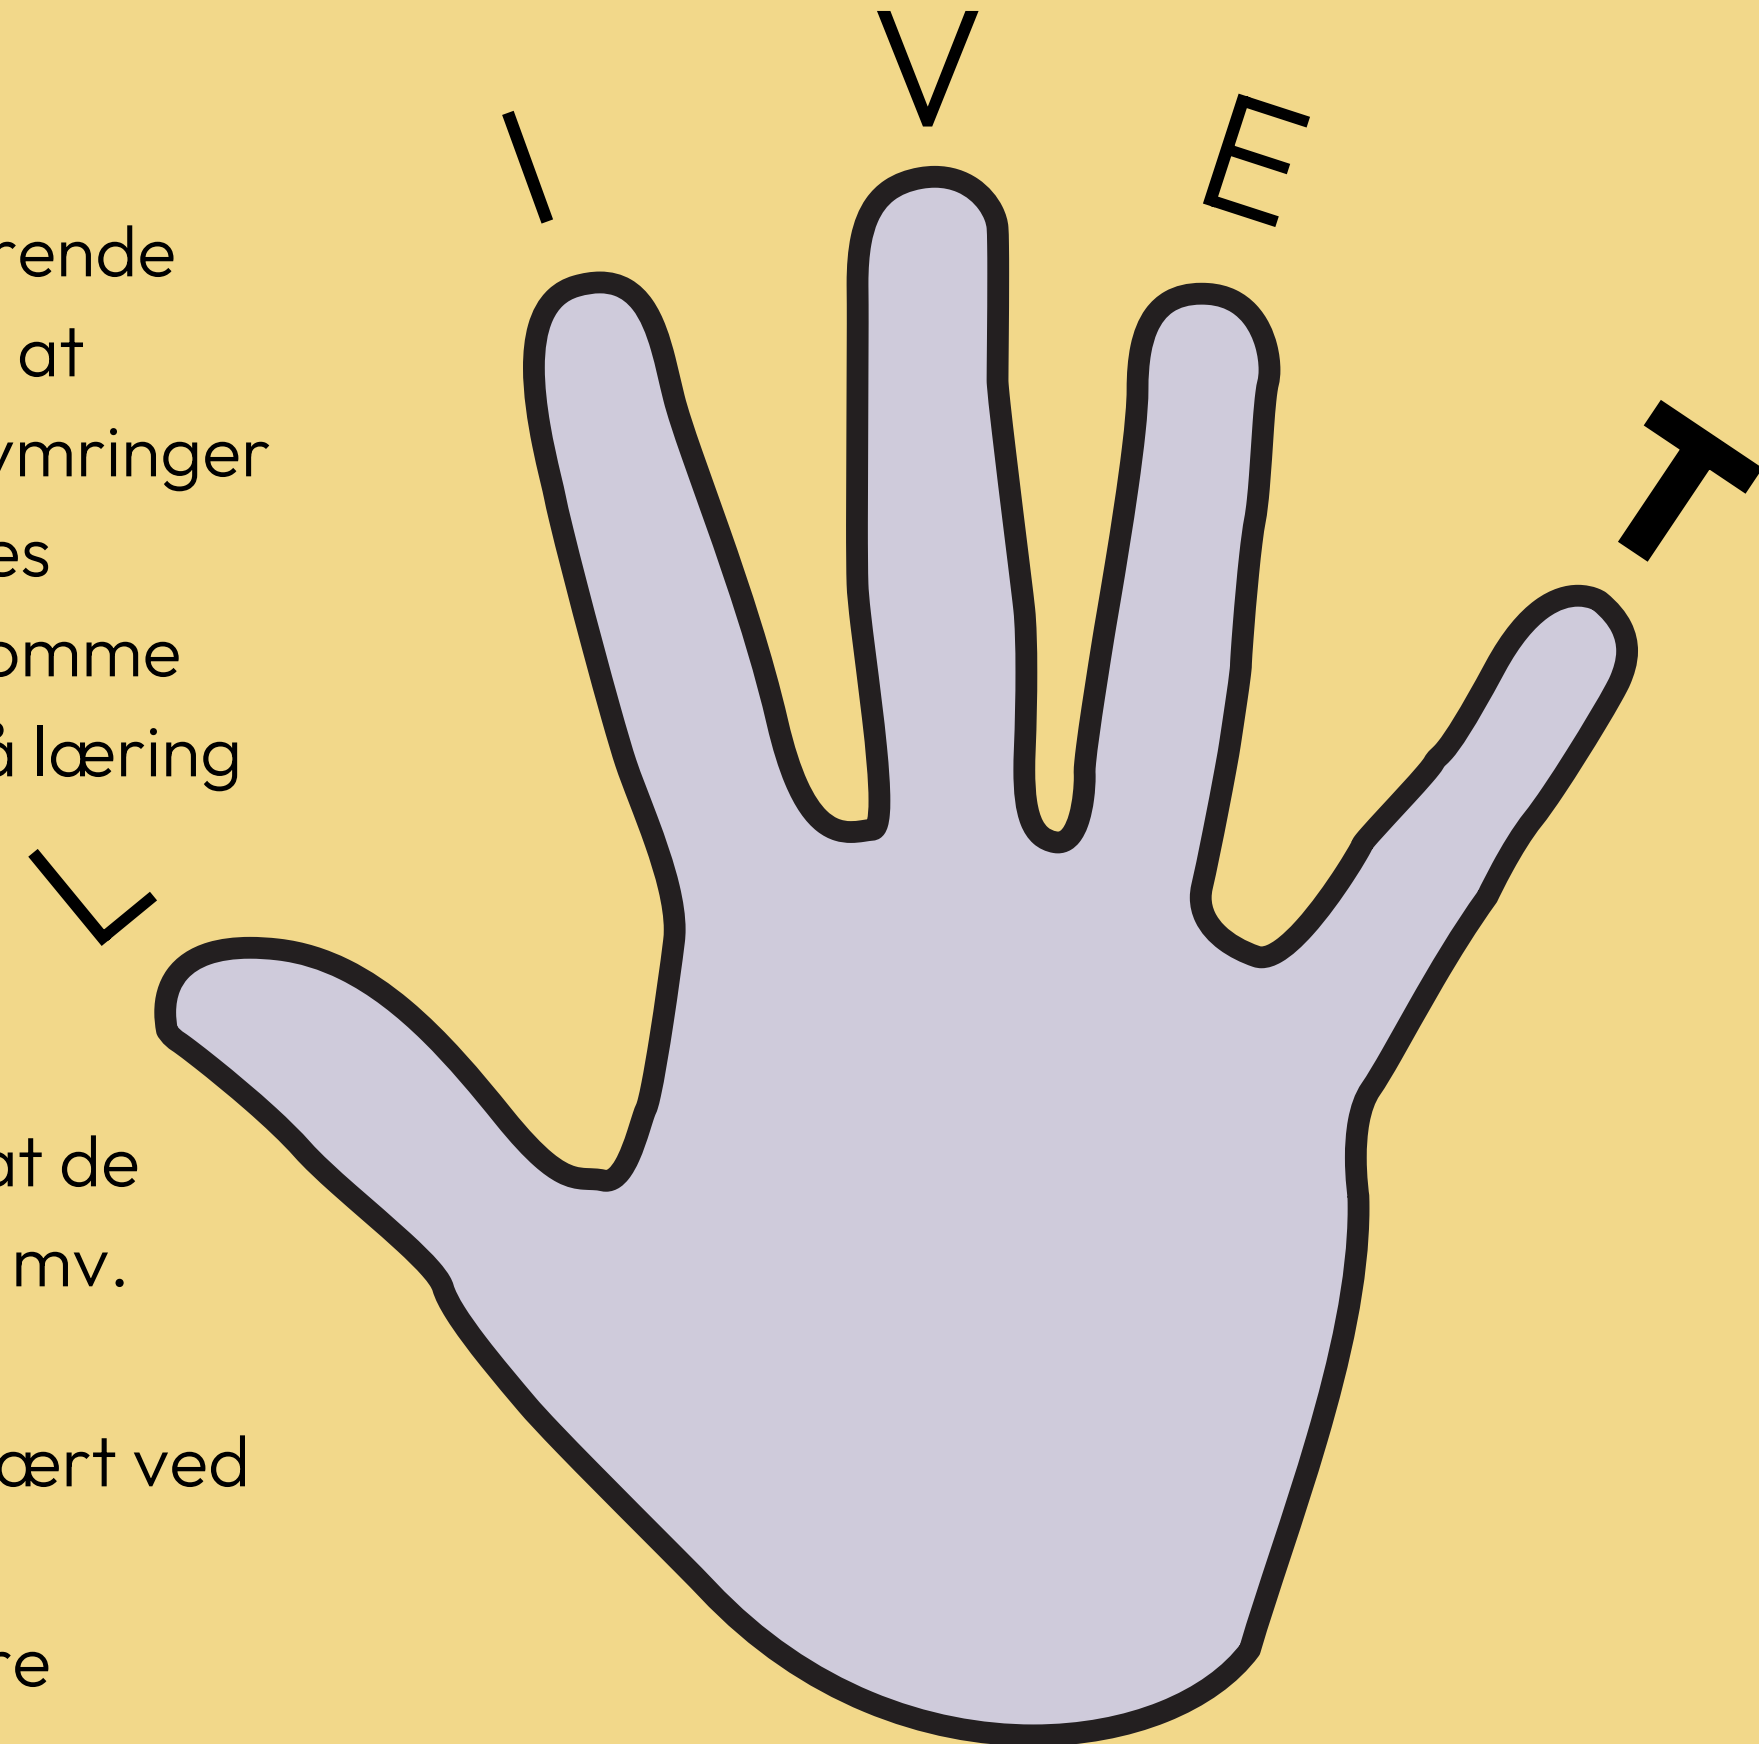 I V E T
rende
at
ymringer
es
omme
å læring
L
at de
mv.
ært ved
re